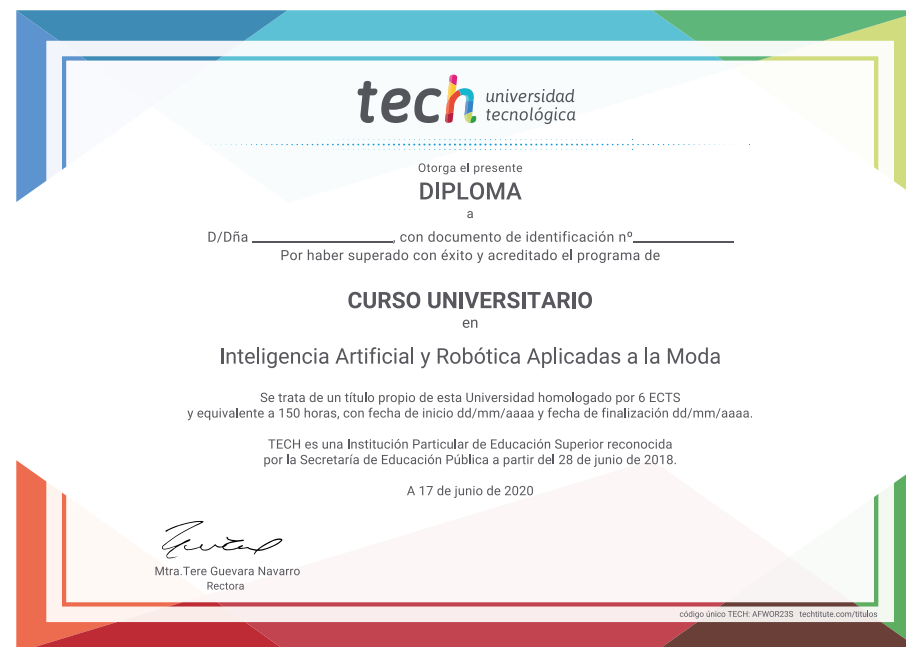 tech universidad
tecnológica
Otorga el presente
DIPLOMA
a
D/Dña ____________________, con documento de identificación nº______________
Por haber superado con éxito y acreditado el programa de
CURSO UNIVERSITARIO
en
Inteligencia Artificial y Robótica Aplicadas a la Moda
Se trata de un título propio de esta Universidad homologado por 6 ECTS
y equivalente a 150 horas, con fecha de inicio dd/mm/aaaa y fecha de finalización dd/mm/aaaa.
TECH es una Institución Particular de Educación Superior reconocida
por la Secretaría de Educación Pública a partir del 28 de junio de 2018.
A 17 de junio de 2020
Mtra.Tere Guevara Navarro
Rectora
código único TECH: AFWOR23S techtitute.com/titulos